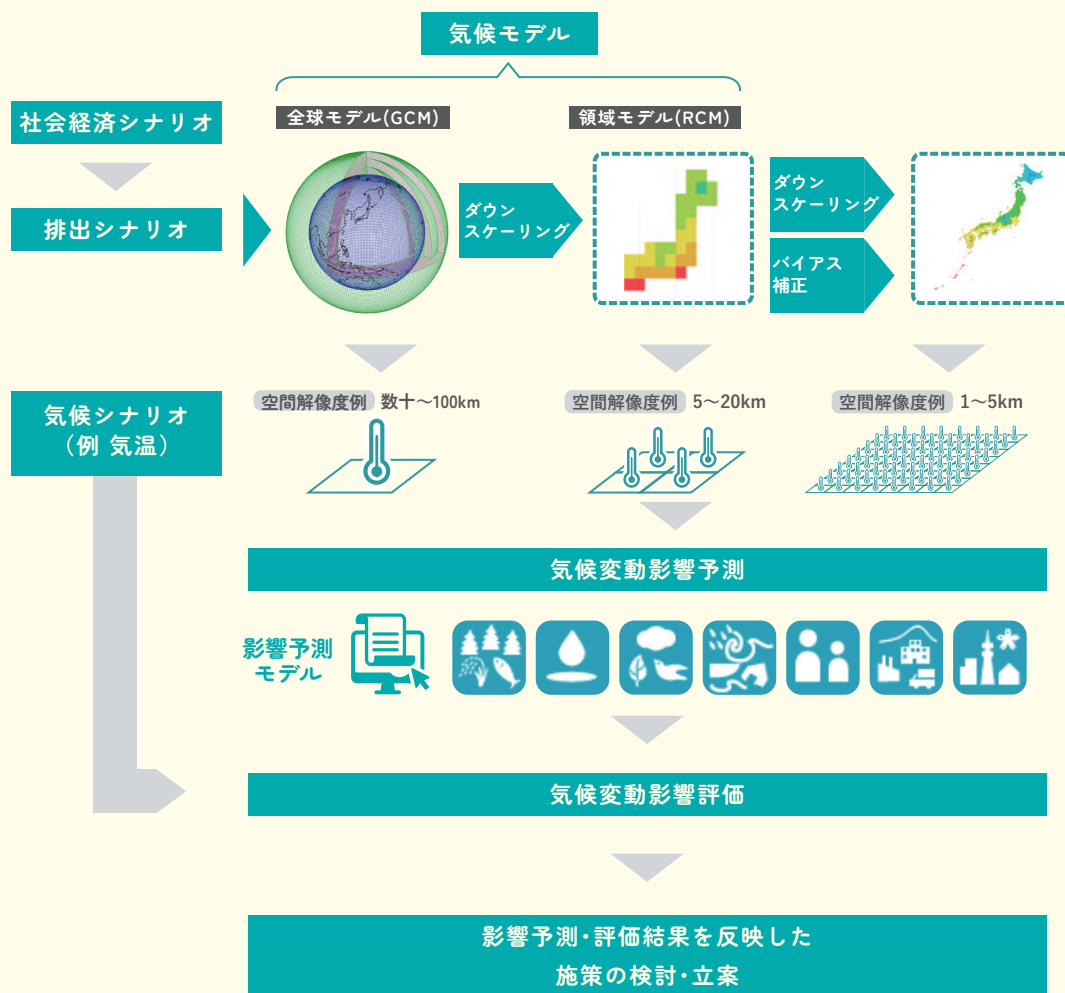 気候モデル
社会経済シナリオ
全球モデル(GCM)
領域モデル(RCM)
排出シナリオ
ダウン
スケーリング
ダウン
スケーリング
バイアス
補正
気候シナリオ
(例 気温)
空間解像度例 数十～100km
空間解像度例 5～20km
空間解像度例 1～5km
気候変動影響予測
影響予測
モデル
気候変動影響評価
影響予測・評価結果を反映した
施策の検討・立案